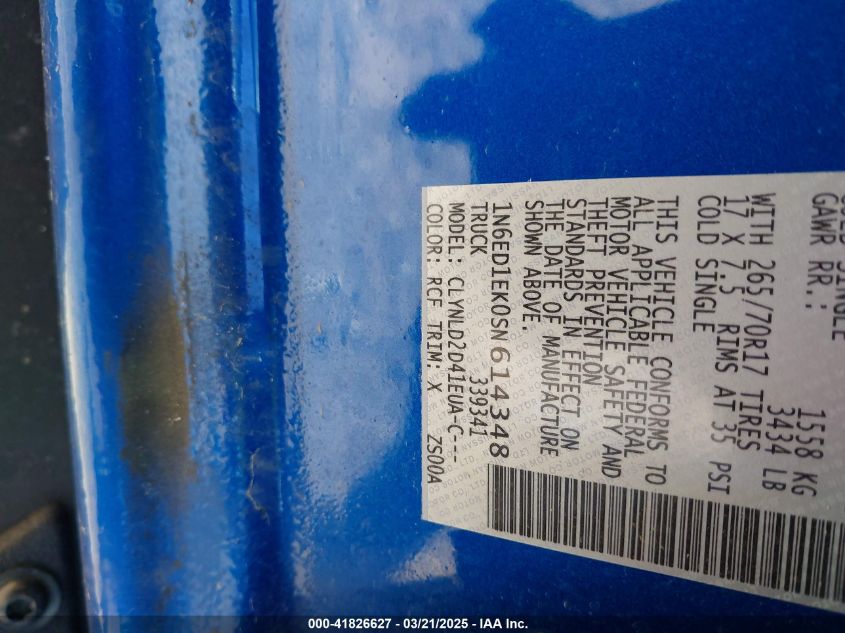 GAWR RR.: 1558 KG
3434 LB
WITH 265/70R17 TIRES
17 X 7.5 RIMS AT 35 PSI
COLD SINGLE
THIS VEHICLE CONFORMS TO
ALL APPLICABLE FEDERAL
MOTOR VEHICLE SAFETY AND
THEFT PREVENTION
STANDARDS IN EFFECT ON
THE DATE OF MANUFACTURE
SHOWN ABOVE.
1N6ED1EK0SN614348
TRUCK 339341
MODEL: CLYNLD2D41EUA-C---
COLOR: RCF TRIM: X ZS00A
000-41826627 - 03/21/2025 - IAA Inc.